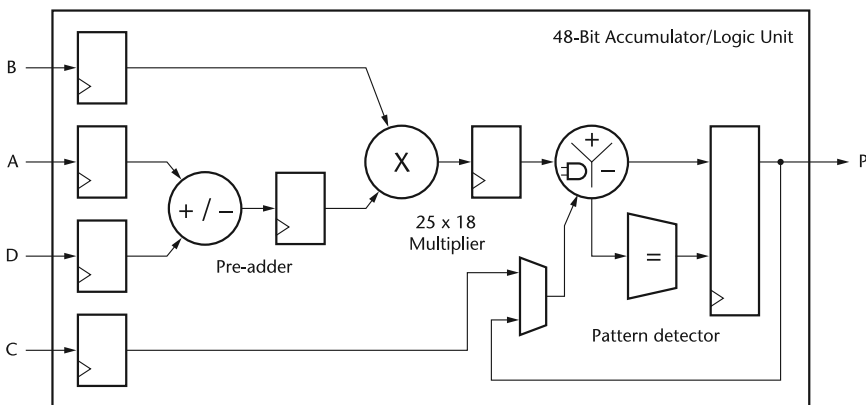 48-Bit Accumulator/Logic Unit
B
A
X
+
−
P
+ / −
25 x 18
Multiplier
D
Pre-adder
=
Pattern detector
C